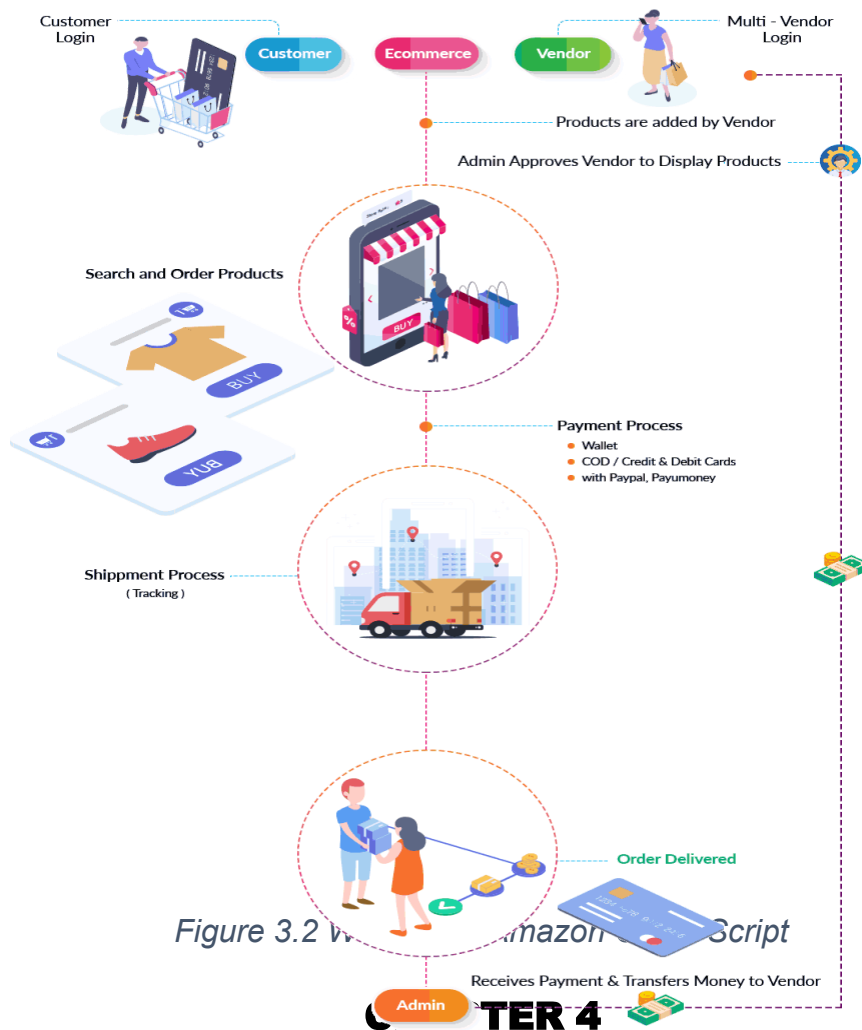 Customer
Login
Customer
Ecommerce
Vendor
Multi - Vendor
Login
Products are added by Vendor
Admin Approves Vendor to Display Products
Search and Order Products
BUY
BUY
BUY
%
Payment Process
Wallet
COD / Credit & Debit Cards
with Paypal, Payumoney
Shippment Process
( Tracking )
Order Delivered
Figure 3.2 Script
Receives Payment & Transfers Money to Vendor
Admin
TER 4